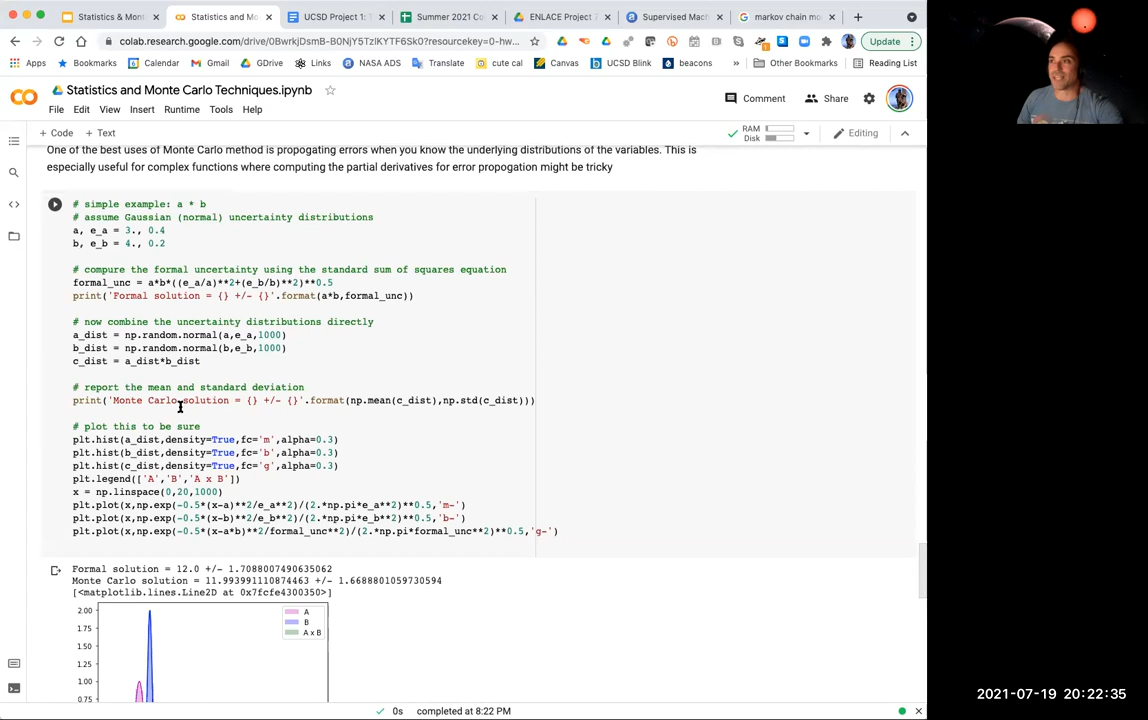 Statistics & Mont
Statistics and Mo
UCSD Project 1: T
Summer 2021 Co
ENLACE Project 7
Supervised Mac
markov chain mo
colab.research.google.com/drive/0BwrkjDsmB-B0NjY5TzlKYTF6Sk0?resourcekey=0-hw...
Update
Apps
Bookmarks
Calendar
Gmail
GDrive
Links
NASA ADS
Translate
cute cal
Canvas
UCSD Blink
beacons
»
Other Bookmarks
Reading List
Statistics and Monte Carlo Techniques.ipynb
Comment
Share
File Edit View Insert Runtime Tools Help
+ Code + Text
RAM
Disk
Editing
One of the best uses of Monte Carlo method is propogating errors when you know the underlying distributions of the variables. This is
especially useful for complex functions where computing the partial derivatives for error propogation might be tricky
# simple example: a * b
# assume Gaussian (normal) uncertainty distributions
a, e_a = 3., 0.4
b, e_b = 4., 0.2
# compute the formal uncertainty using the standard sum of squares equation
formal_unc = a*b*((e_a/a)**2+(e_b/b)**2)**0.5
print('Formal solution = {} +/- {}'.format(a*b,formal_unc))
# now combine the uncertainty distributions directly
a_dist = np.random.normal(a,e_a,1000)
b_dist = np.random.normal(b,e_b,1000)
c_dist = a_dist*b_dist
# report the mean and standard deviation
print('Monte Carlo solution = {} +/- {}'.format(np.mean(c_dist),np.std(c_dist)))
# plot this to be sure
plt.hist(a_dist,density=True,fc='m',alpha=0.3)
plt.hist(b_dist,density=True,fc='b',alpha=0.3)
plt.hist(c_dist,density=True,fc='g',alpha=0.3)
plt.legend(['A','B','A x B'])
x = np.linspace(0,20,1000)
plt.plot(x,np.exp(-0.5*(x-a)**2/e_a**2)/(2.*np.pi*e_a**2)**0.5,'m-')
plt.plot(x,np.exp(-0.5*(x-b)**2/e_b**2)/(2.*np.pi*e_b**2)**0.5,'b-')
plt.plot(x,np.exp(-0.5*(x-a*b)**2/formal_unc**2)/(2.*np.pi*formal_unc**2)**0.5,'g-')
Formal solution = 12.0 +/- 1.7088007490635062
Monte Carlo solution = 11.993991110874463 +/- 1.6688801059730594
[<matplotlib.lines.Line2D at 0x7fcfe4300350>]
2.00
1.75
1.50
1.25
1.00
0.75
A
B
A x B
0s completed at 8:22 PM
2021-07-19 20:22:35